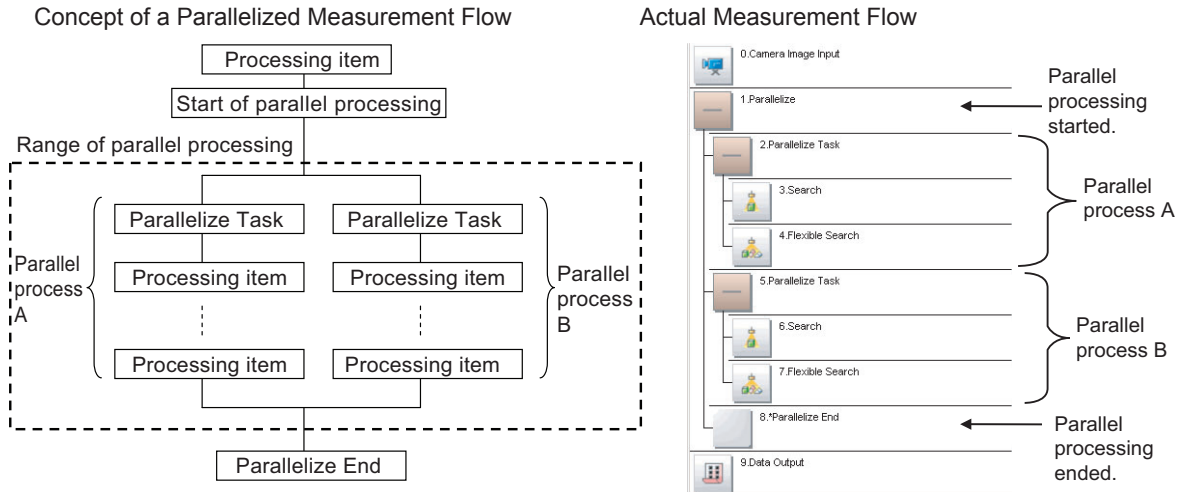 Concept of a Parallelized Measurement Flow
Processing item
Start of parallel processing
Range of parallel processing
Parallel
process
A
Parallelize Task
Processing item
Processing item
Parallelize Task
Processing item
Processing item
Parallel
process
B
Parallelize End
Actual Measurement Flow
0.Camera Image Input
1.Parallelize
Parallel
processing
started.
2.Parallelize Task
3.Search
4.Flexible Search
Parallel
process A
5.Parallelize Task
6.Search
7.Flexible Search
Parallel
process B
8.*Parallelize End
Parallel
processing
ended.
9.Data Output